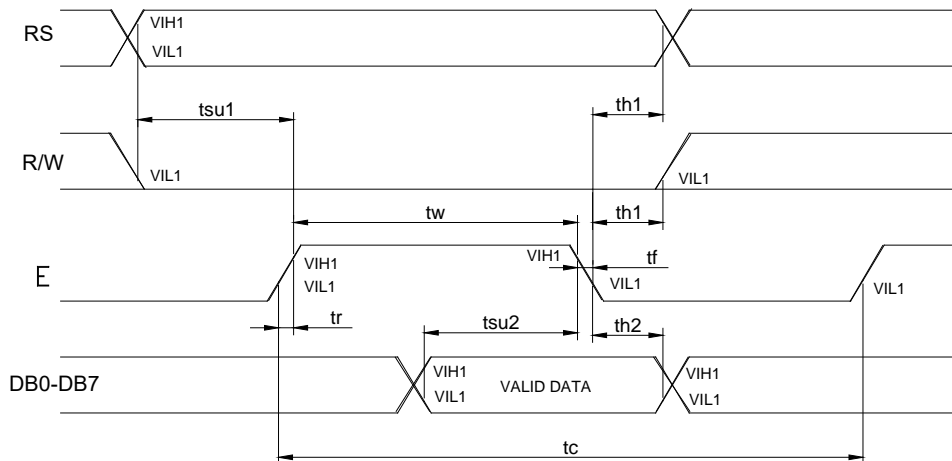 RS
VIH1
VIL1
tsu1
th1
R/W
VIL1
VIL1
tw
th1
E
VIH1
VIL1
VIH1
tf
VIL1
VIL1
tr
tsu2
th2
DB0-DB7
VIH1
VIL1
VALID DATA
VIH1
VIL1
tc